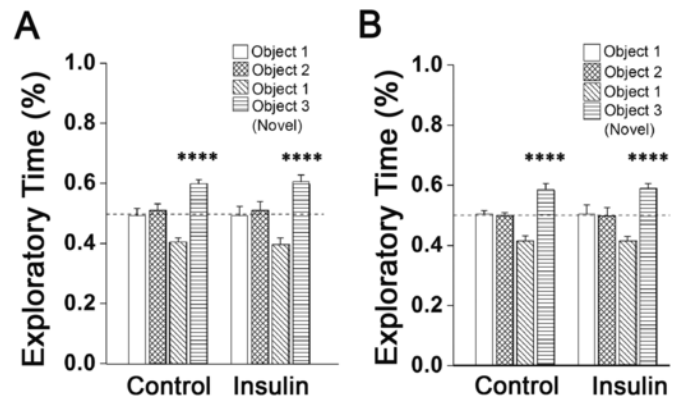 A
Exploratory Time (%)
1.0
0.8
0.6
0.4
0.2
0.0
Object 1
Object 2
Object 1
Object 3
(Novel)
****
****
Control
Insulin
B
Exploratory Time (%)
1.0
0.8
0.6
0.4
0.2
0.0
Object 1
Object 2
Object 1
Object 3
(Novel)
****
****
Control
Insulin